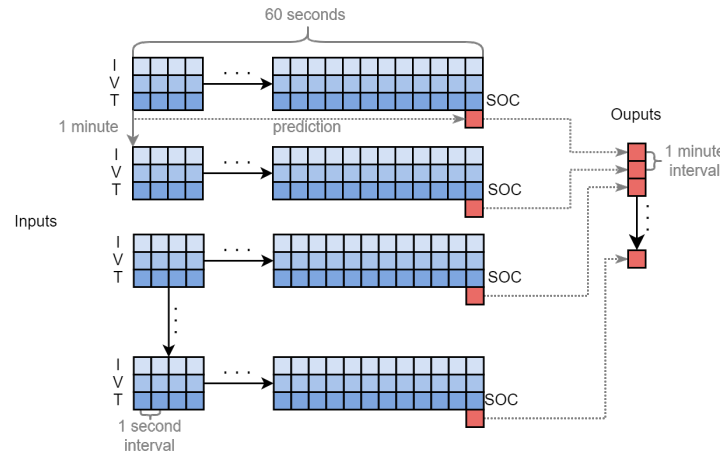 60 seconds
I
V
T
. . .
SOC
1 minute
prediction
Ouputs
I
V
T
. . .
SOC
1 minute
interval
Inputs
I
V
T
. . .
SOC
I
V
T
. . .
SOC
1 second
interval